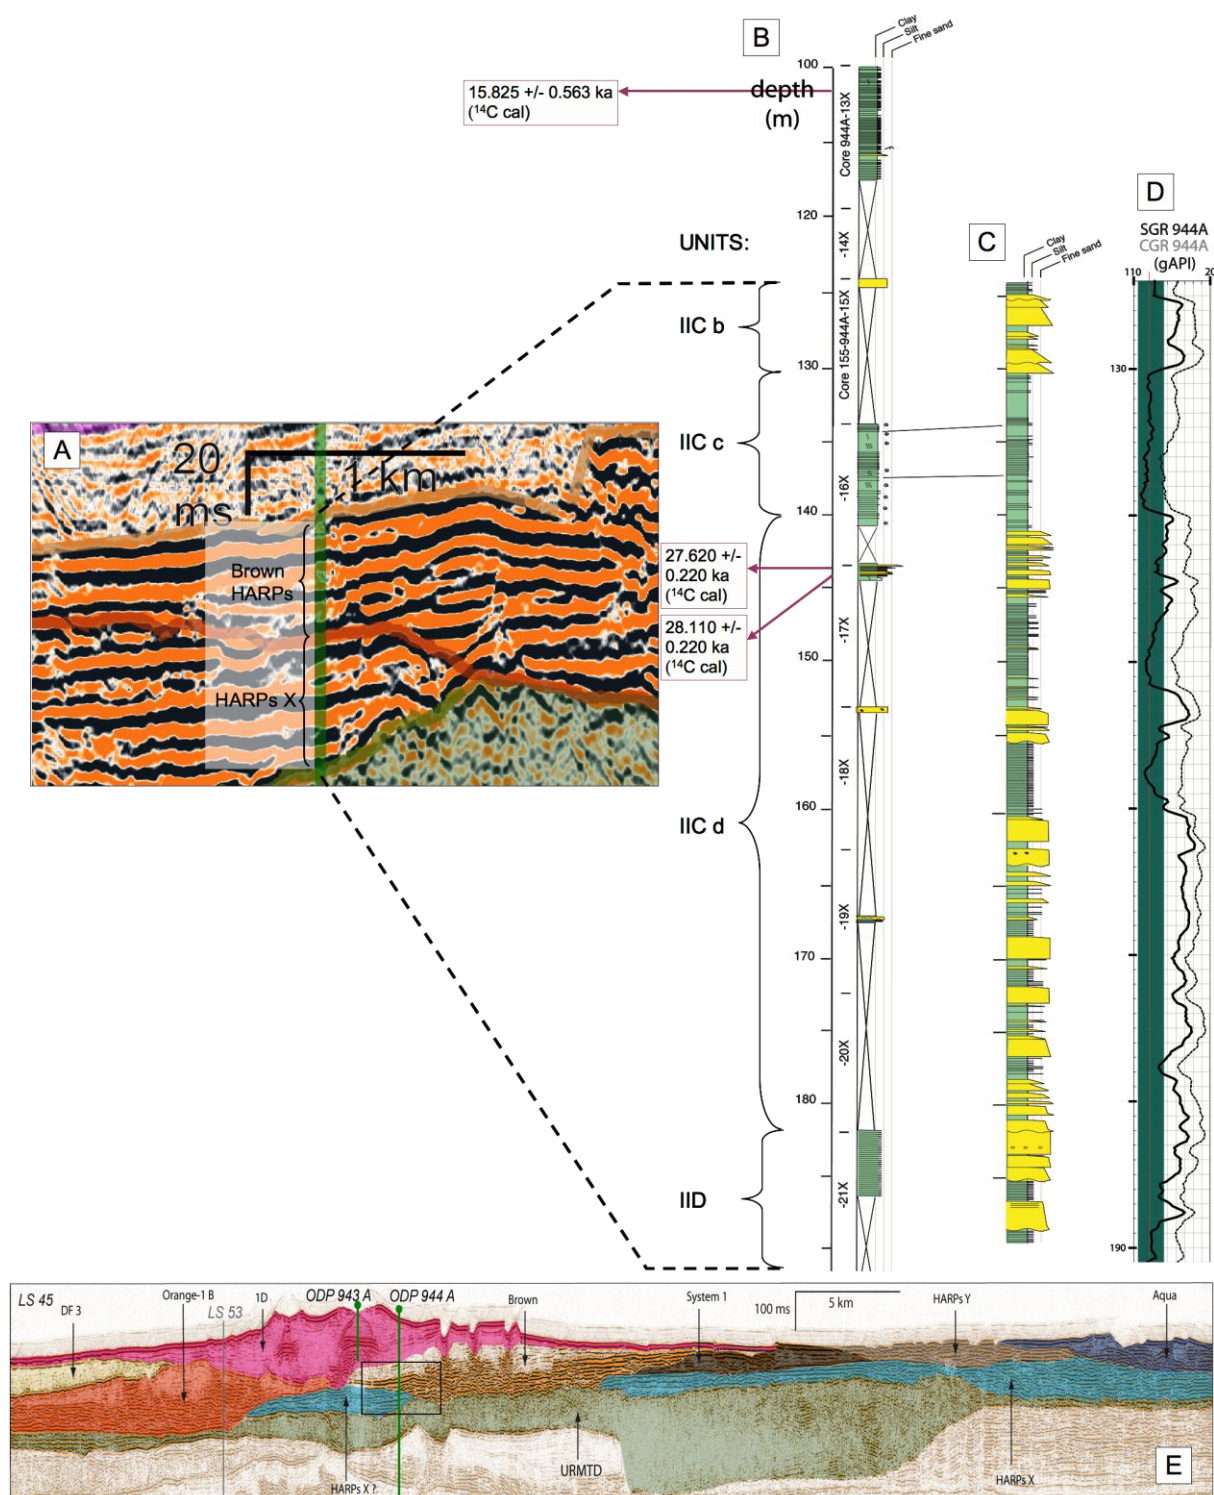 B
Clay
Silt
Fine sand
100
depth
(m)
15.825 +/- 0.563 ka
(¹⁴C cal)
Core 944A-13X
120
-14X
UNITS:
Core 155-944A-15X
IIC b
130
IIC c
-16X
140
27.620 +/-
0.220 ka
(¹⁴C cal)
28.110 +/-
0.220 ka
(¹⁴C cal)
-17X
150
-18X
160
IIC d
-19X
170
-20X
180
IID
-21X
C
Clay
Silt
Fine sand
D
SGR 944A
CGR 944A
(gAPI)
110
20
130
190
A
20
ms
1 km
Brown
HARPs
HARPs X
LS 45
DF 3
Orange-1 B
LS 53
1D
ODP 943 A
ODP 944 A
Brown
System 1
100 ms
5 km
HARPs Y
Aqua
HARPs X ?
URMTD
HARPs X
E